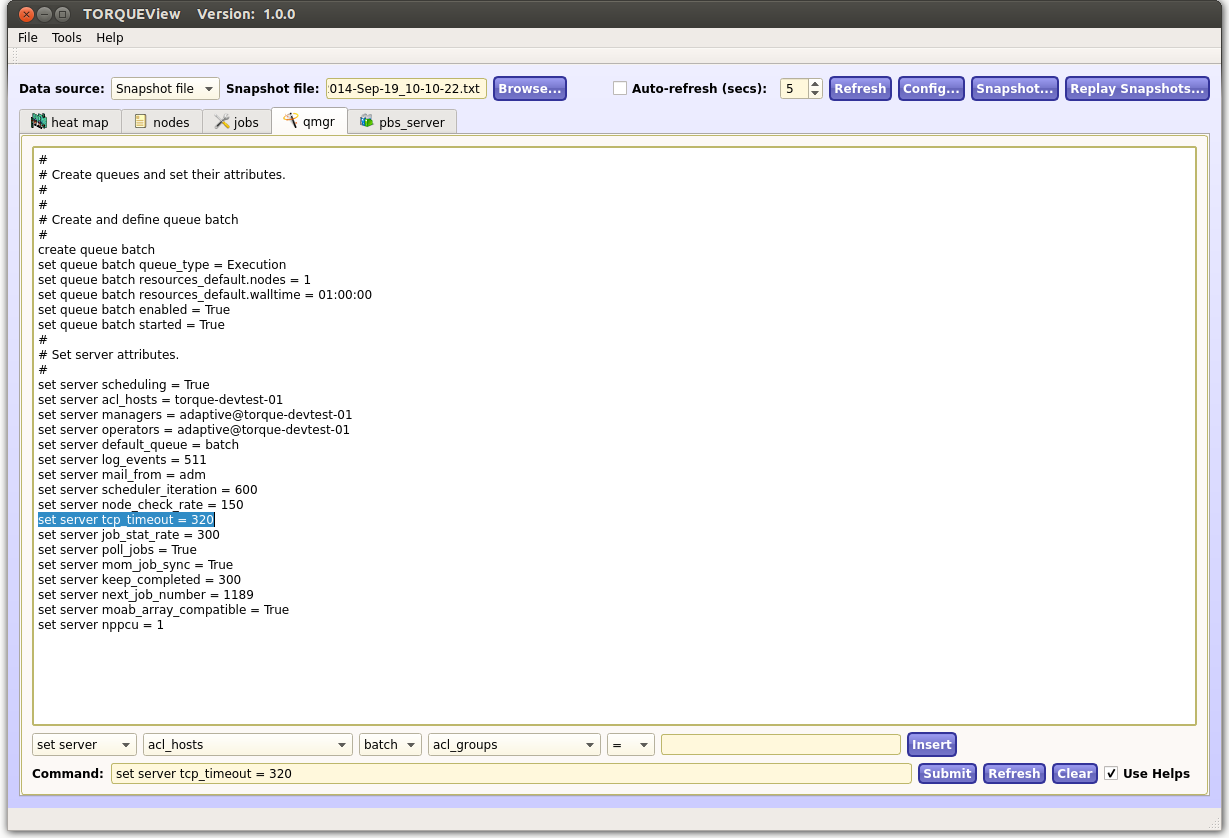 TORQUEView Version: 1.0.0
File Tools Help
Data source: Snapshot file Snapshot file: 014-Sep-19_10-10-22.txt Browse... Auto-refresh (secs): 5 Refresh Config... Snapshot... Replay Snapshots...
heat map nodes jobs qmgr pbs_server
#
# Create queues and set their attributes.
#
#
# Create and define queue batch
#
create queue batch
set queue batch queue_type = Execution
set queue batch resources_default.nodes = 1
set queue batch resources_default.walltime = 01:00:00
set queue batch enabled = True
set queue batch started = True
#
# Set server attributes.
#
set server scheduling = True
set server acl_hosts = torque-devtest-01
set server managers = adaptive@torque-devtest-01
set server operators = adaptive@torque-devtest-01
set server default_queue = batch
set server log_events = 511
set server mail_from = adm
set server scheduler_iteration = 600
set server node_check_rate = 150
set server tcp_timeout = 320
set server job_stat_rate = 300
set server poll_jobs = True
set server mom_job_sync = True
set server keep_completed = 300
set server next_job_number = 1189
set server moab_array_compatible = True
set server nppcu = 1
set server acl_hosts batch acl_groups = Insert
Command: set server tcp_timeout = 320 Submit Refresh Clear Use Helps